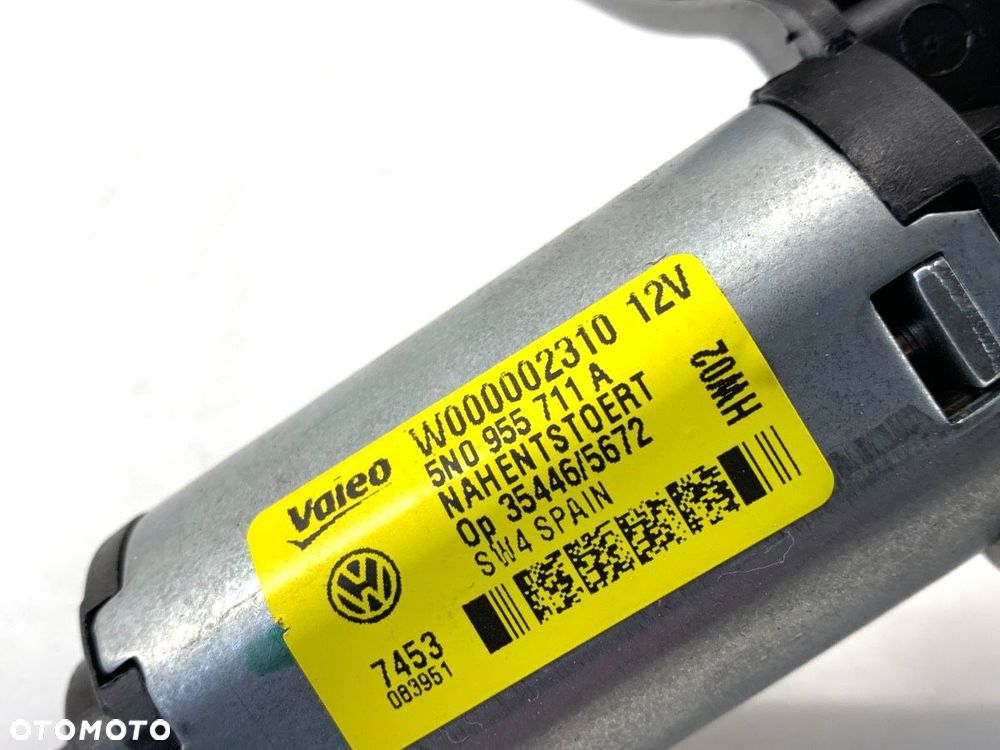 Valeo
W000002310 12V
5N0 955 711 A
NAHENTSTOERT
Op 35446/5672
SW4 SPAIN
HW02
7453
083951
OTOMOTO